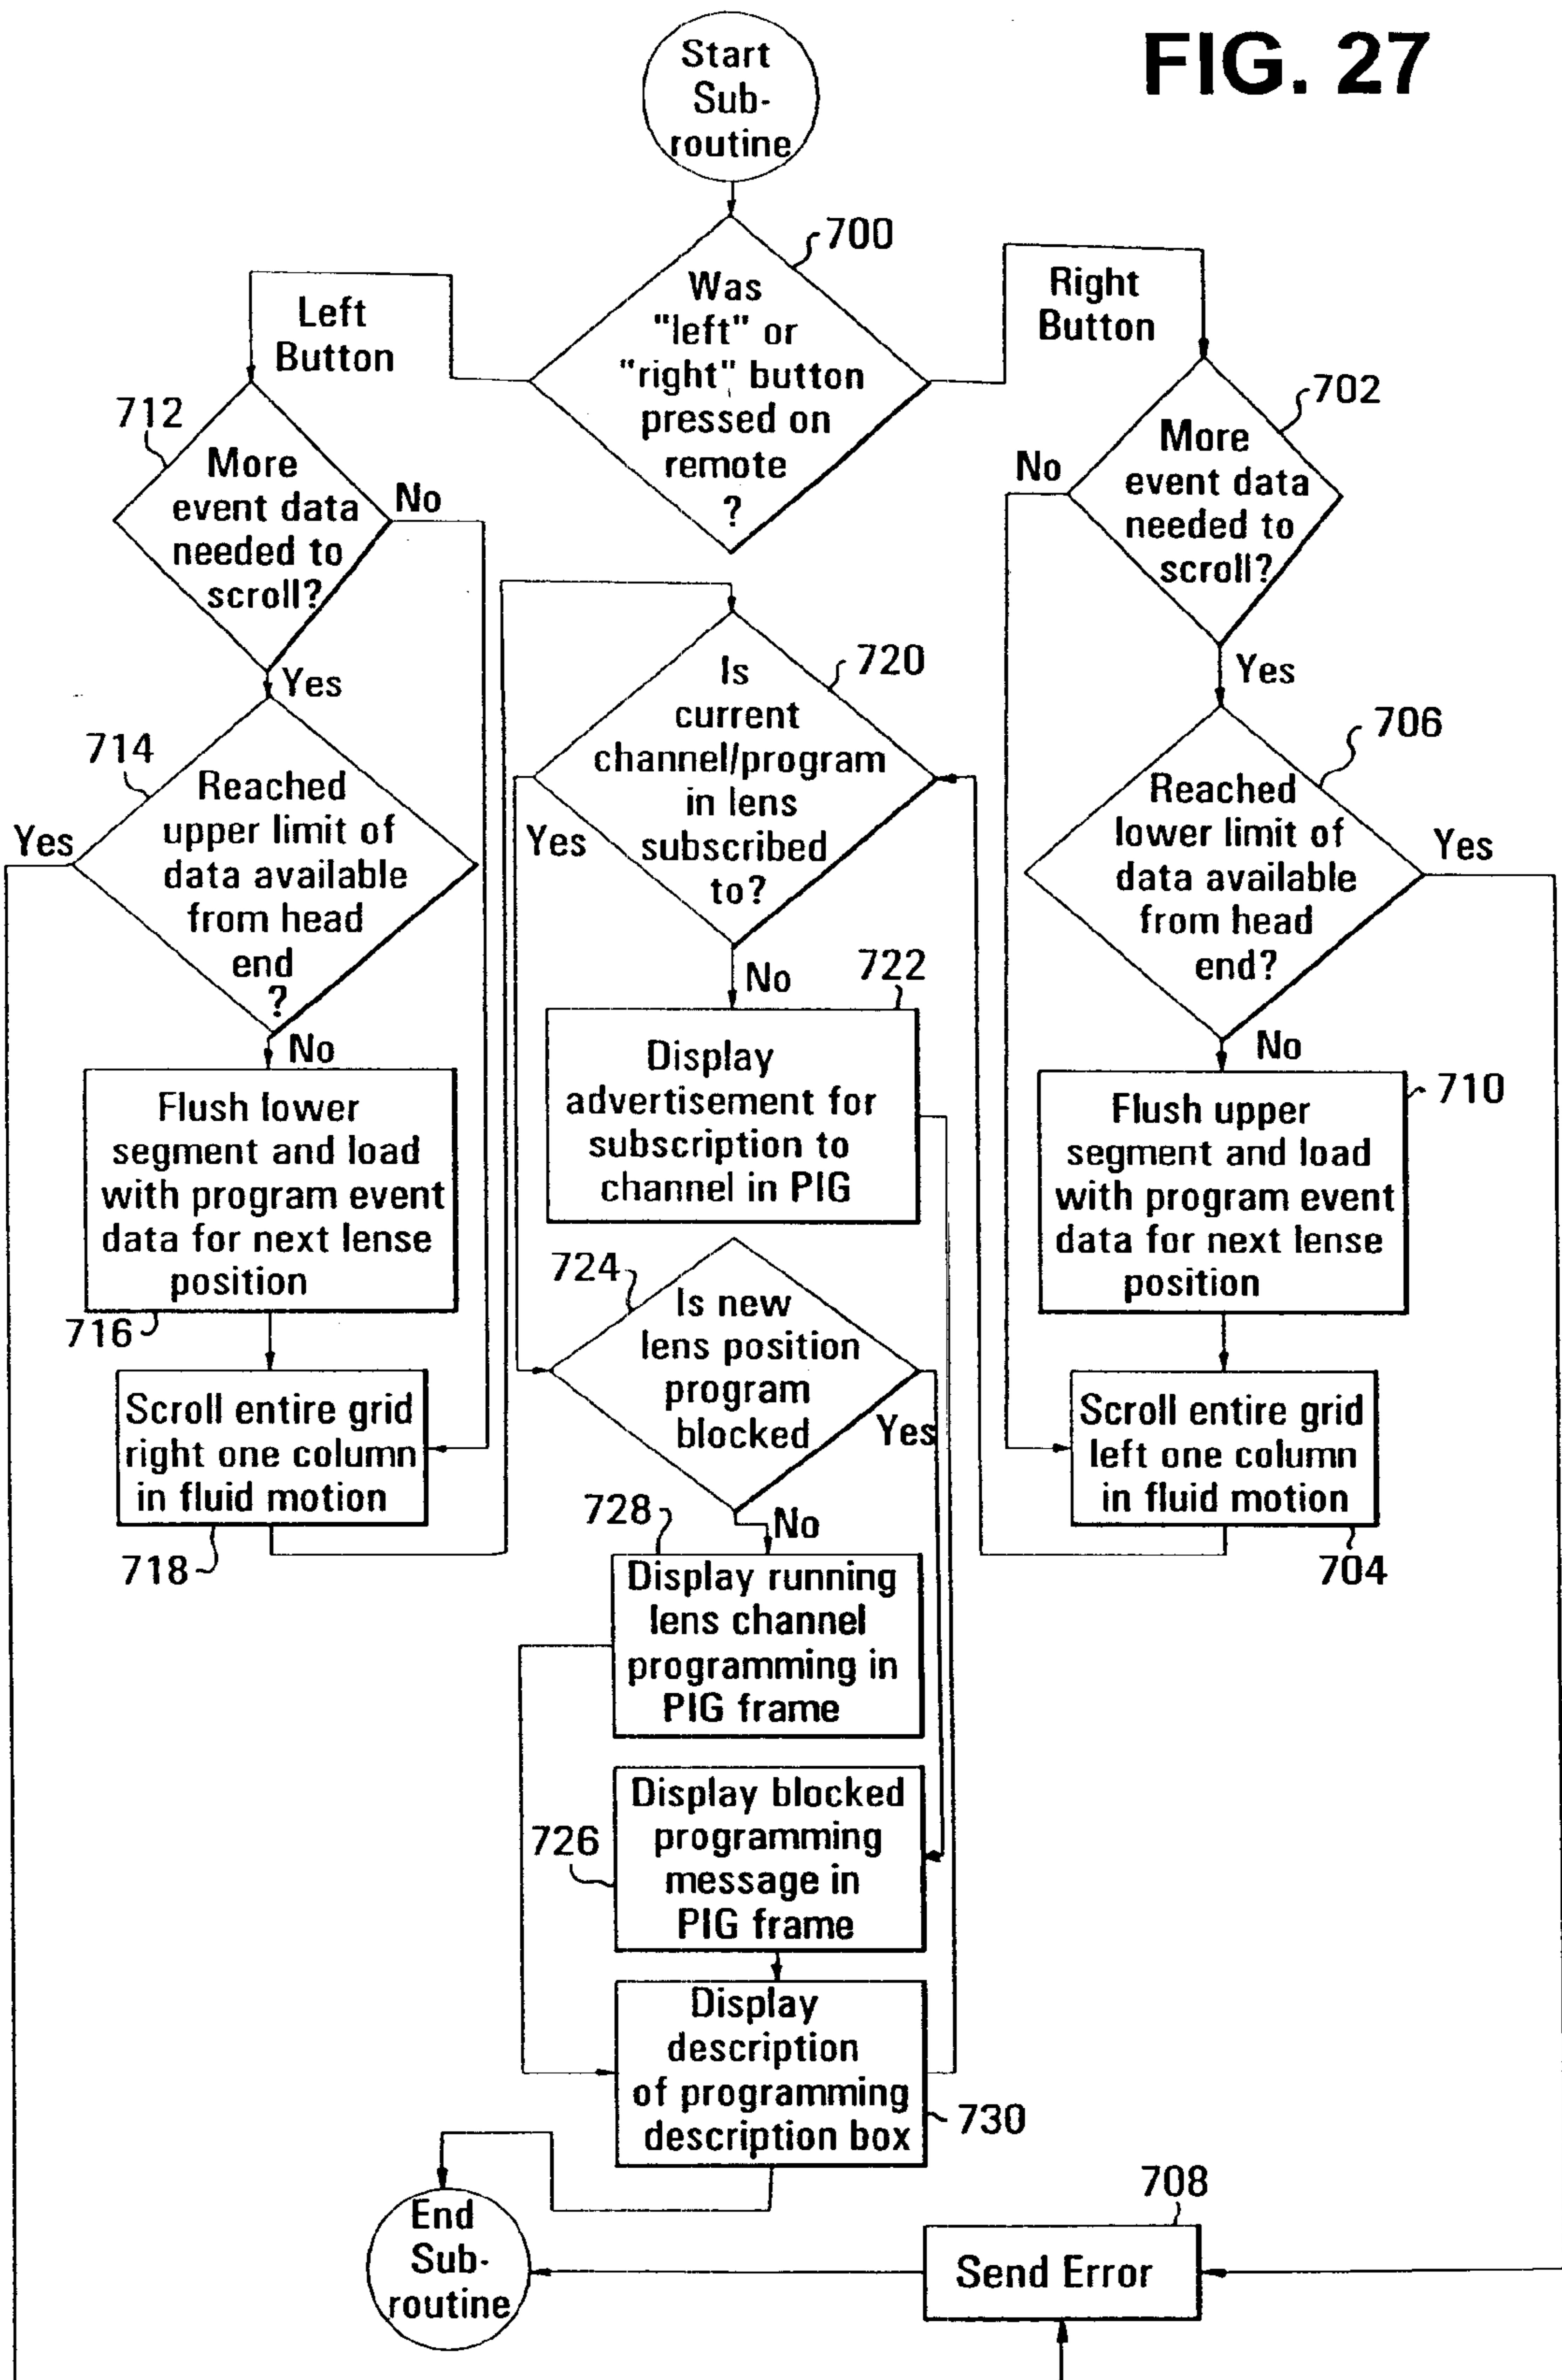 FIG. 27
Start
Sub-
routine
700
Was
"left" or
"right" button
pressed on
remote
?
Left
Button
Right
Button
712
More
event data
needed to
scroll?
No
Yes
702
More
event data
needed to
scroll?
No
Yes
714
Reached
upper limit of
data available
from head
end
?
Yes
No
720
Is
current
channel/program
in lens
subscribed
to?
Yes
No
706
Reached
lower limit of
data available
from head
end?
Yes
No
Flush lower
segment and load
with program event
data for next lense
position
716
722
Display
advertisement for
subscription to
channel in PIG
710
Flush upper
segment and load
with program event
data for next lense
position
724
Is new
lens position
program
blocked
Yes
No
Scroll entire grid
right one column
in fluid motion
718
Scroll entire grid
left one column
in fluid motion
704
728
Display running
lens channel
programming in
PIG frame
726
Display blocked
programming
message in
PIG frame
Display
description
of programming
description box
730
708
Send Error
End
Sub-
routine